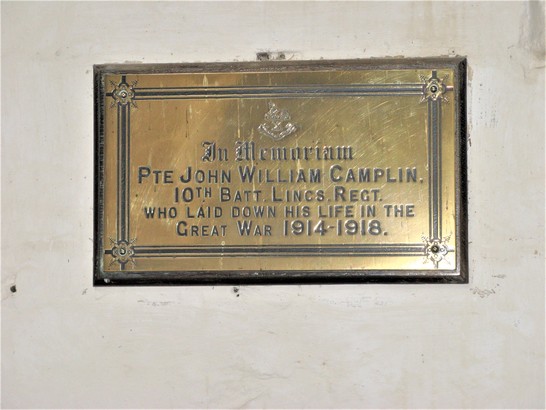 In Memoriam
PTE JOHN WILLIAM CAMPLIN.
10TH BATT. LINCS. REGT.
WHO LAID DOWN HIS LIFE IN THE
GREAT WAR 1914-1918.